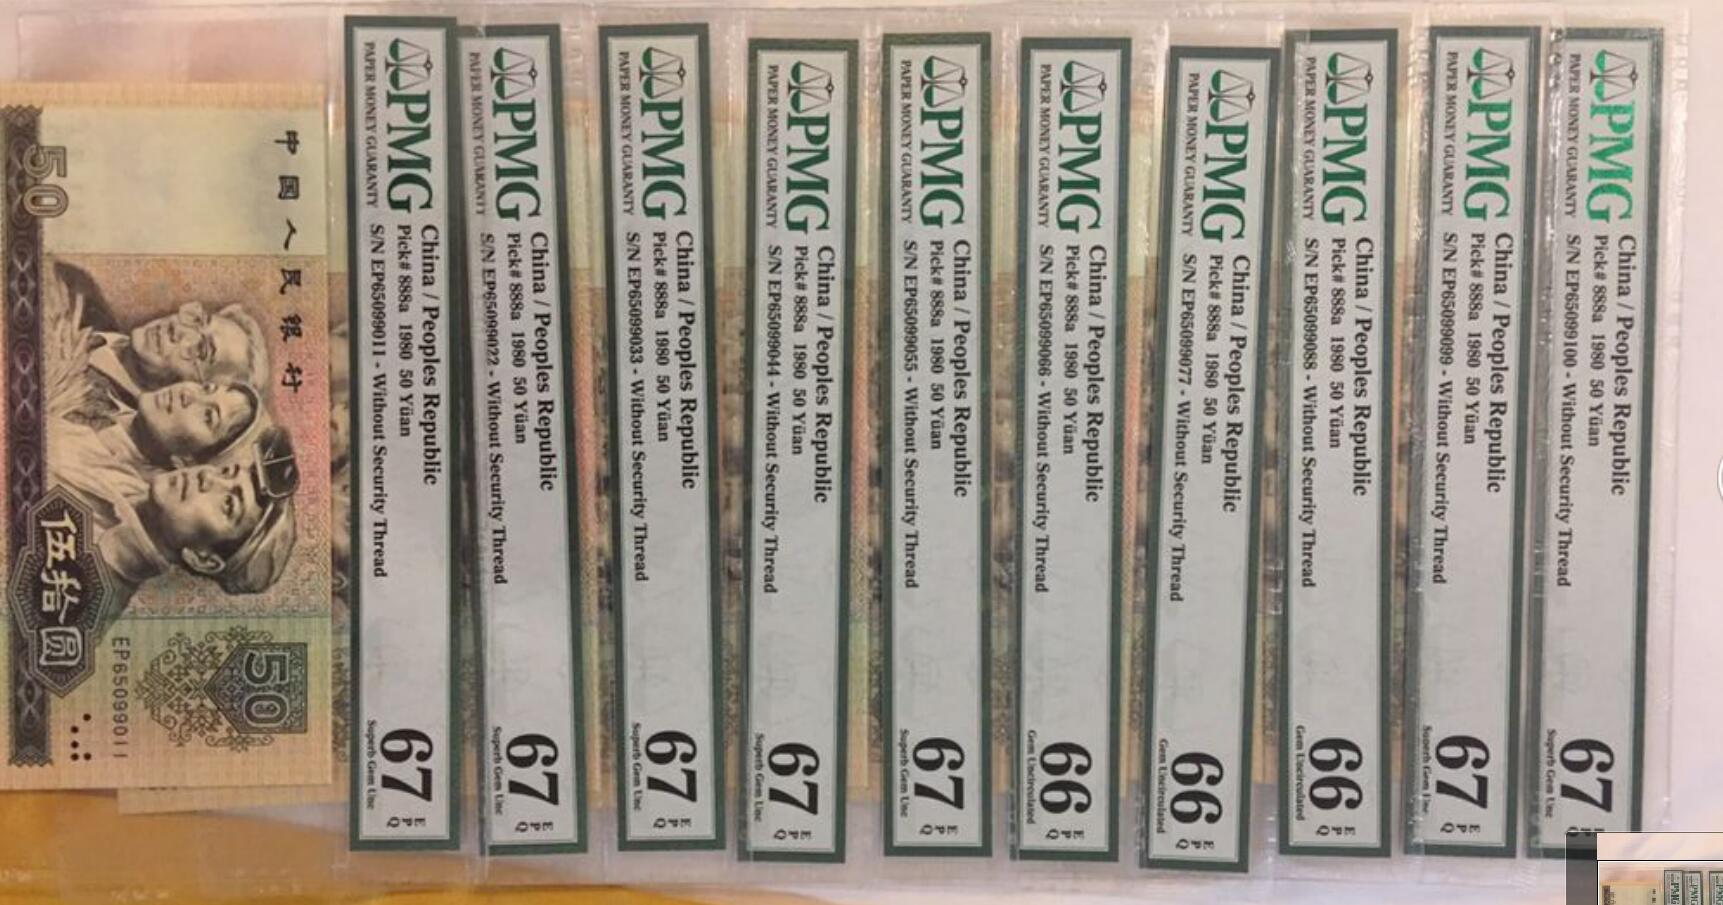 50
中国人民银行
伍拾圆
50
EP65099011
PMG
PAPER MONEY GUARANTY
China / Peoples Republic
Pick# 888a 1980 50 Yüan
S/N EP65099011 - Without Security Thread
67 EPQ
Superb Gem Unc
PMG
PAPER MONEY GUARANTY
China / Peoples Republic
Pick# 888a 1980 50 Yüan
S/N EP65099022 - Without Security Thread
67 EPQ
Superb Gem Unc
PMG
PAPER MONEY GUARANTY
China / Peoples Republic
Pick# 888a 1980 50 Yüan
S/N EP65099033 - Without Security Thread
67 EPQ
Superb Gem Unc
PMG
PAPER MONEY GUARANTY
China / Peoples Republic
Pick# 888a 1980 50 Yüan
S/N EP65099044 - Without Security Thread
67 EPQ
Superb Gem Unc
PMG
PAPER MONEY GUARANTY
China / Peoples Republic
Pick# 888a 1980 50 Yüan
S/N EP65099055 - Without Security Thread
67 EPQ
Superb Gem Unc
PMG
PAPER MONEY GUARANTY
China / Peoples Republic
Pick# 888a 1980 50 Yüan
S/N EP65099066 - Without Security Thread
66 EPQ
Gem Uncirculated
PMG
PAPER MONEY GUARANTY
China / Peoples Republic
Pick# 888a 1980 50 Yüan
S/N EP65099077 - Without Security Thread
66 EPQ
Gem Uncirculated
PMG
PAPER MONEY GUARANTY
China / Peoples Republic
Pick# 888a 1980 50 Yüan
S/N EP65099088 - Without Security Thread
66 EPQ
Gem Uncirculated
PMG
PAPER MONEY GUARANTY
China / Peoples Republic
Pick# 888a 1980 50 Yüan
S/N EP65099099 - Without Security Thread
67 EPQ
Superb Gem Unc
PMG
PAPER MONEY GUARANTY
China / Peoples Republic
Pick# 888a 1980 50 Yüan
S/N EP65099100 - Without Security Thread
67 EPQ
Superb Gem Unc